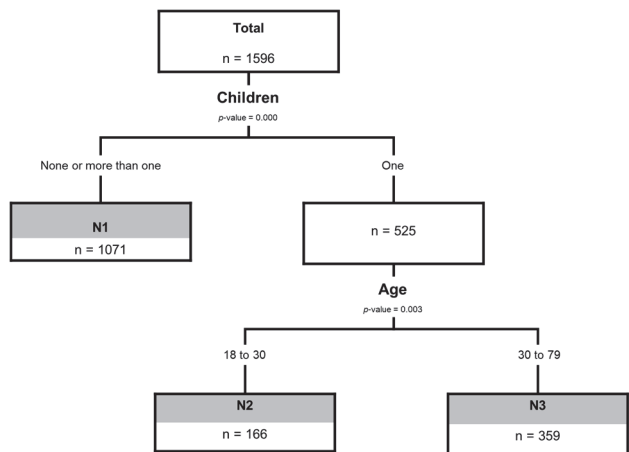 Total
n = 1596
Children
p-value = 0.000
None or more than one
One
N1
n = 1071
n = 525
Age
p-value = 0.003
18 to 30
30 to 79
N2
n = 166
N3
n = 359